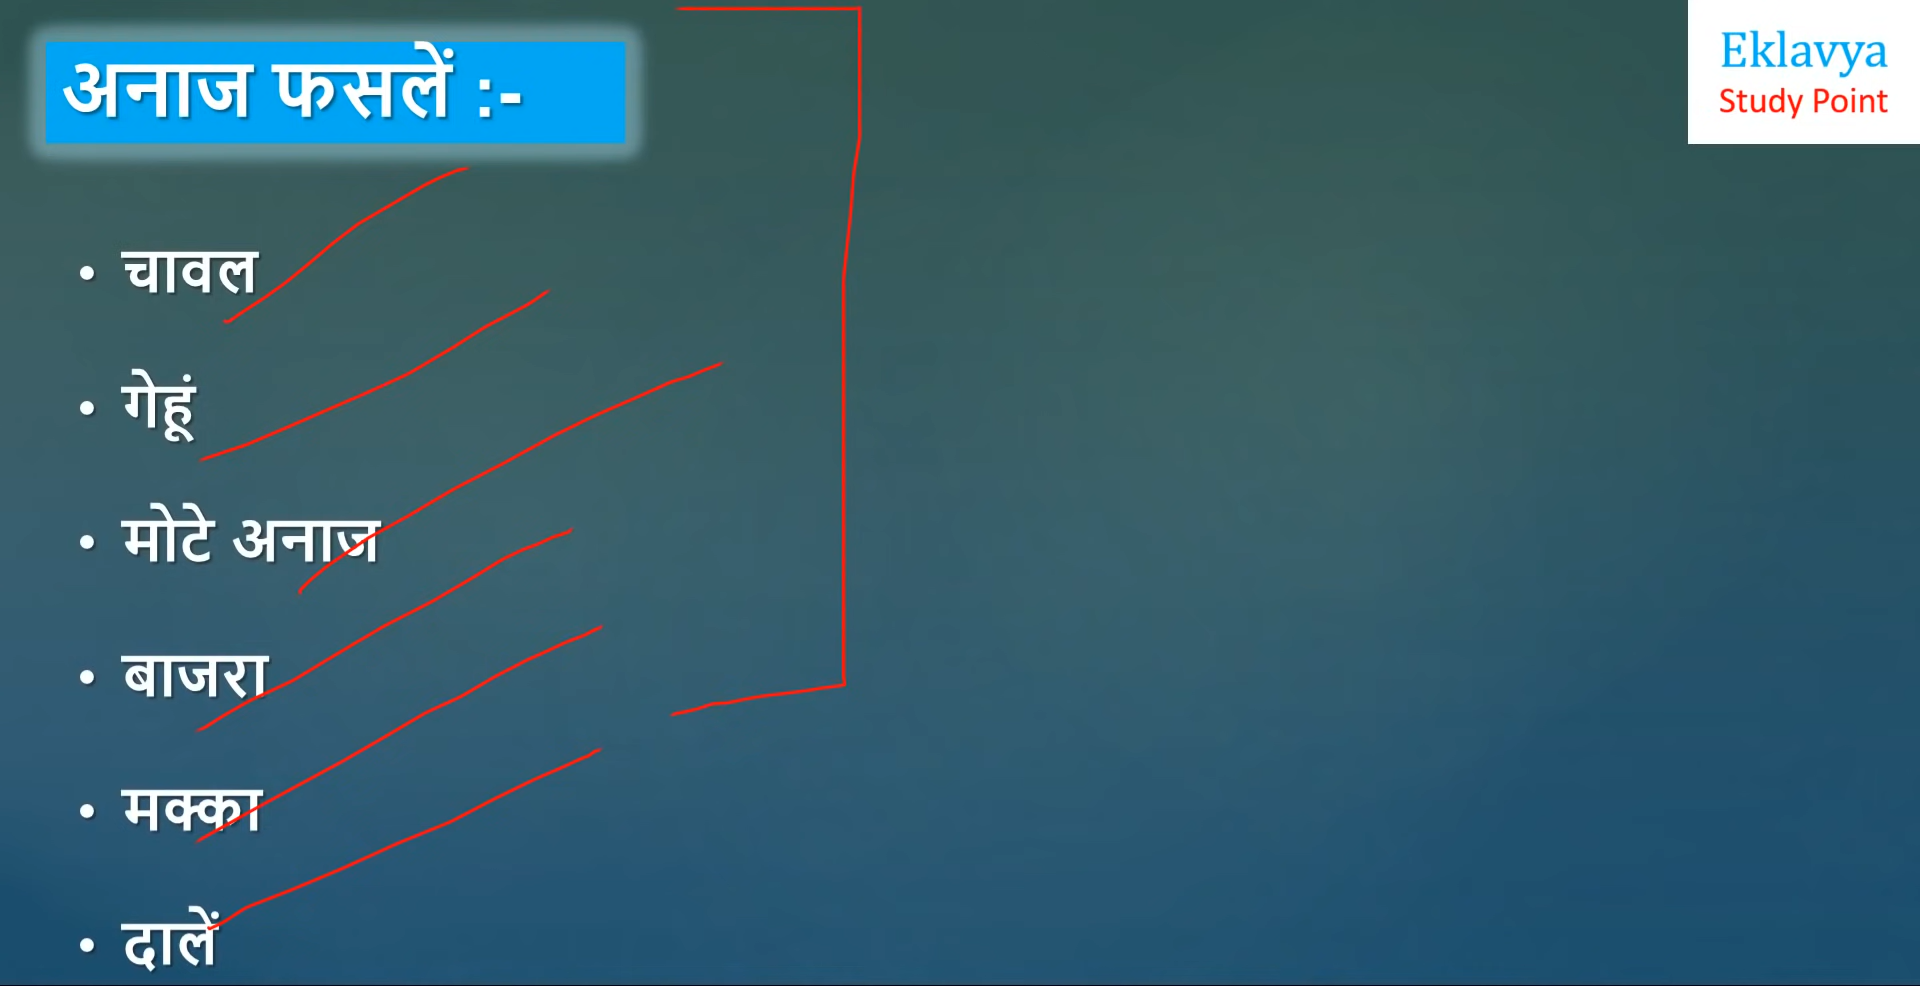 अनाज फसलें :-
Eklavya
Study Point
• चावल
• गेहूं
• मोटे अनाज
• बाजरा
• मक्का
• दालें